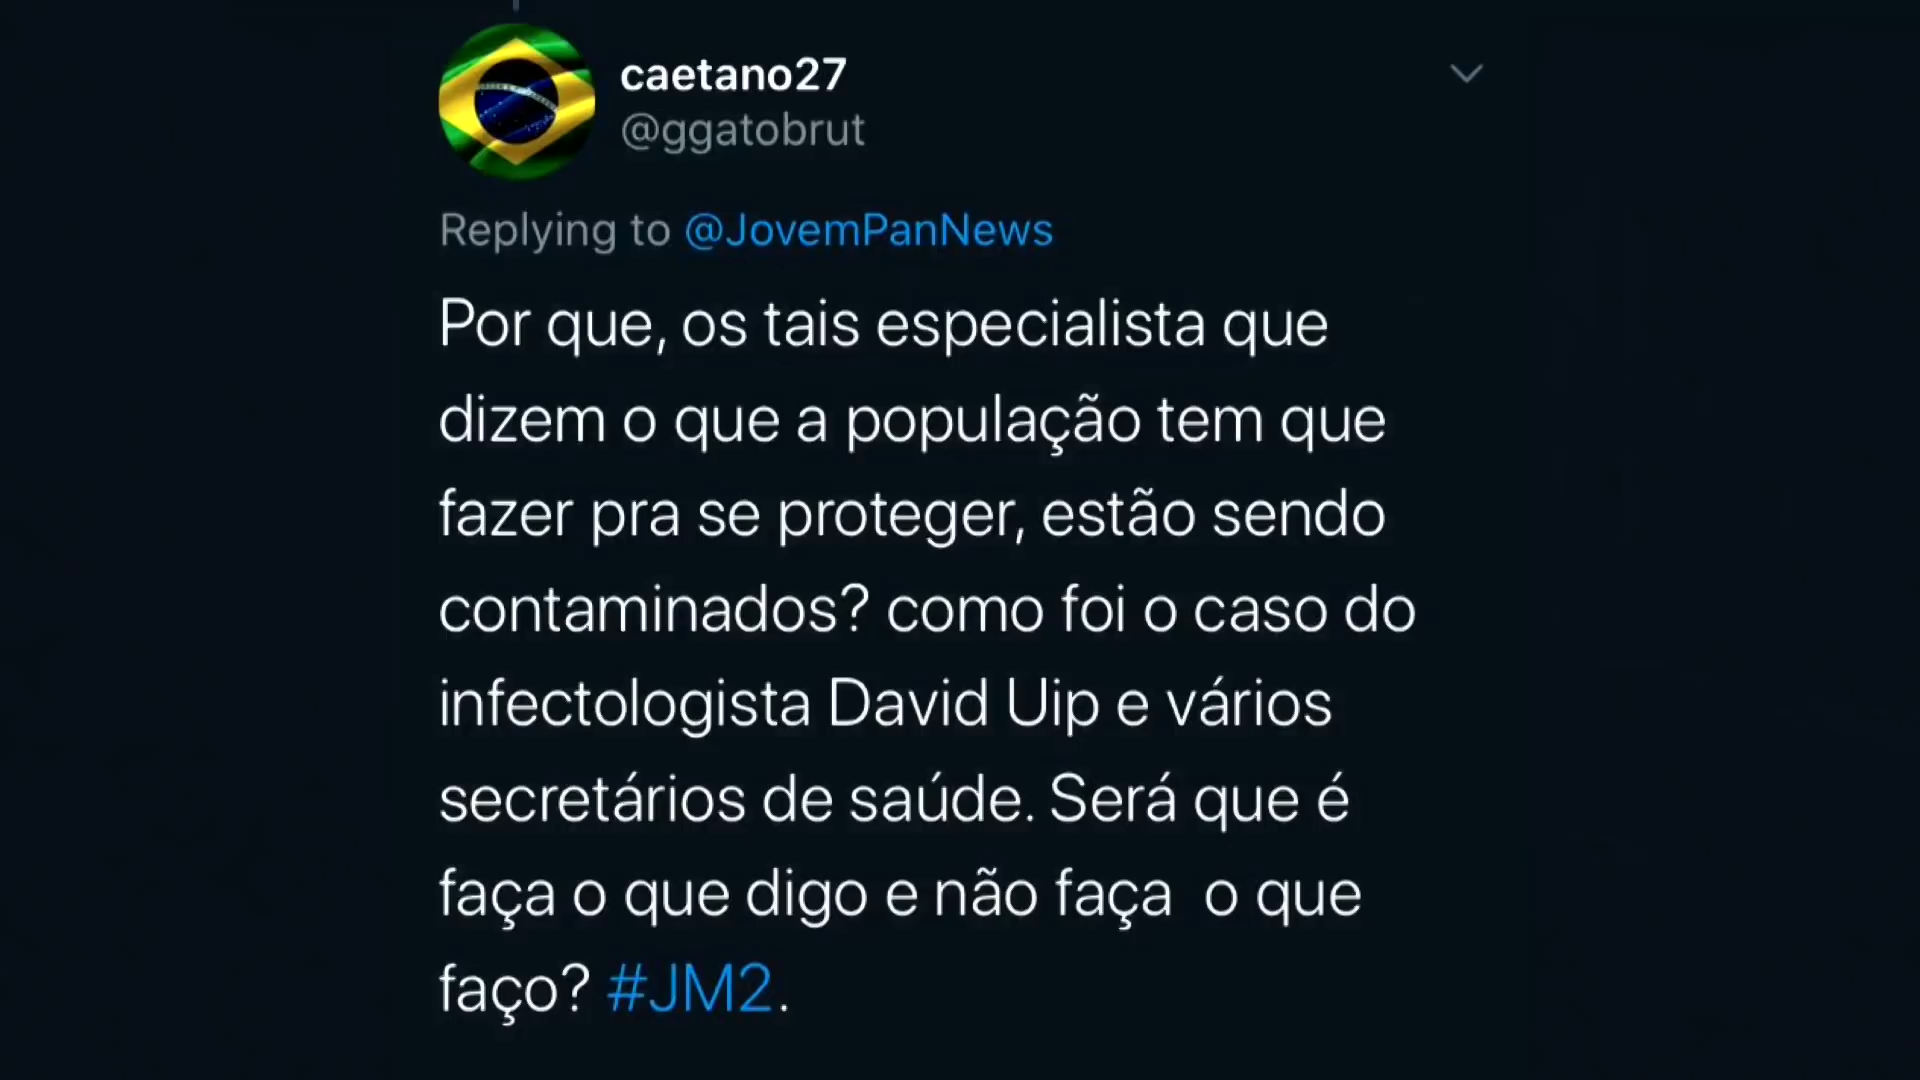 caetano27
@ggatobrut
Replying to @JovemPanNews
Por que, os tais especialista que
dizem o que a população tem que
fazer pra se proteger, estão sendo
contaminados? como foi o caso do
infectologista David Uip e vários
secretários de saúde. Será que é
faça o que digo e não faça  o que
faço? #JM2.